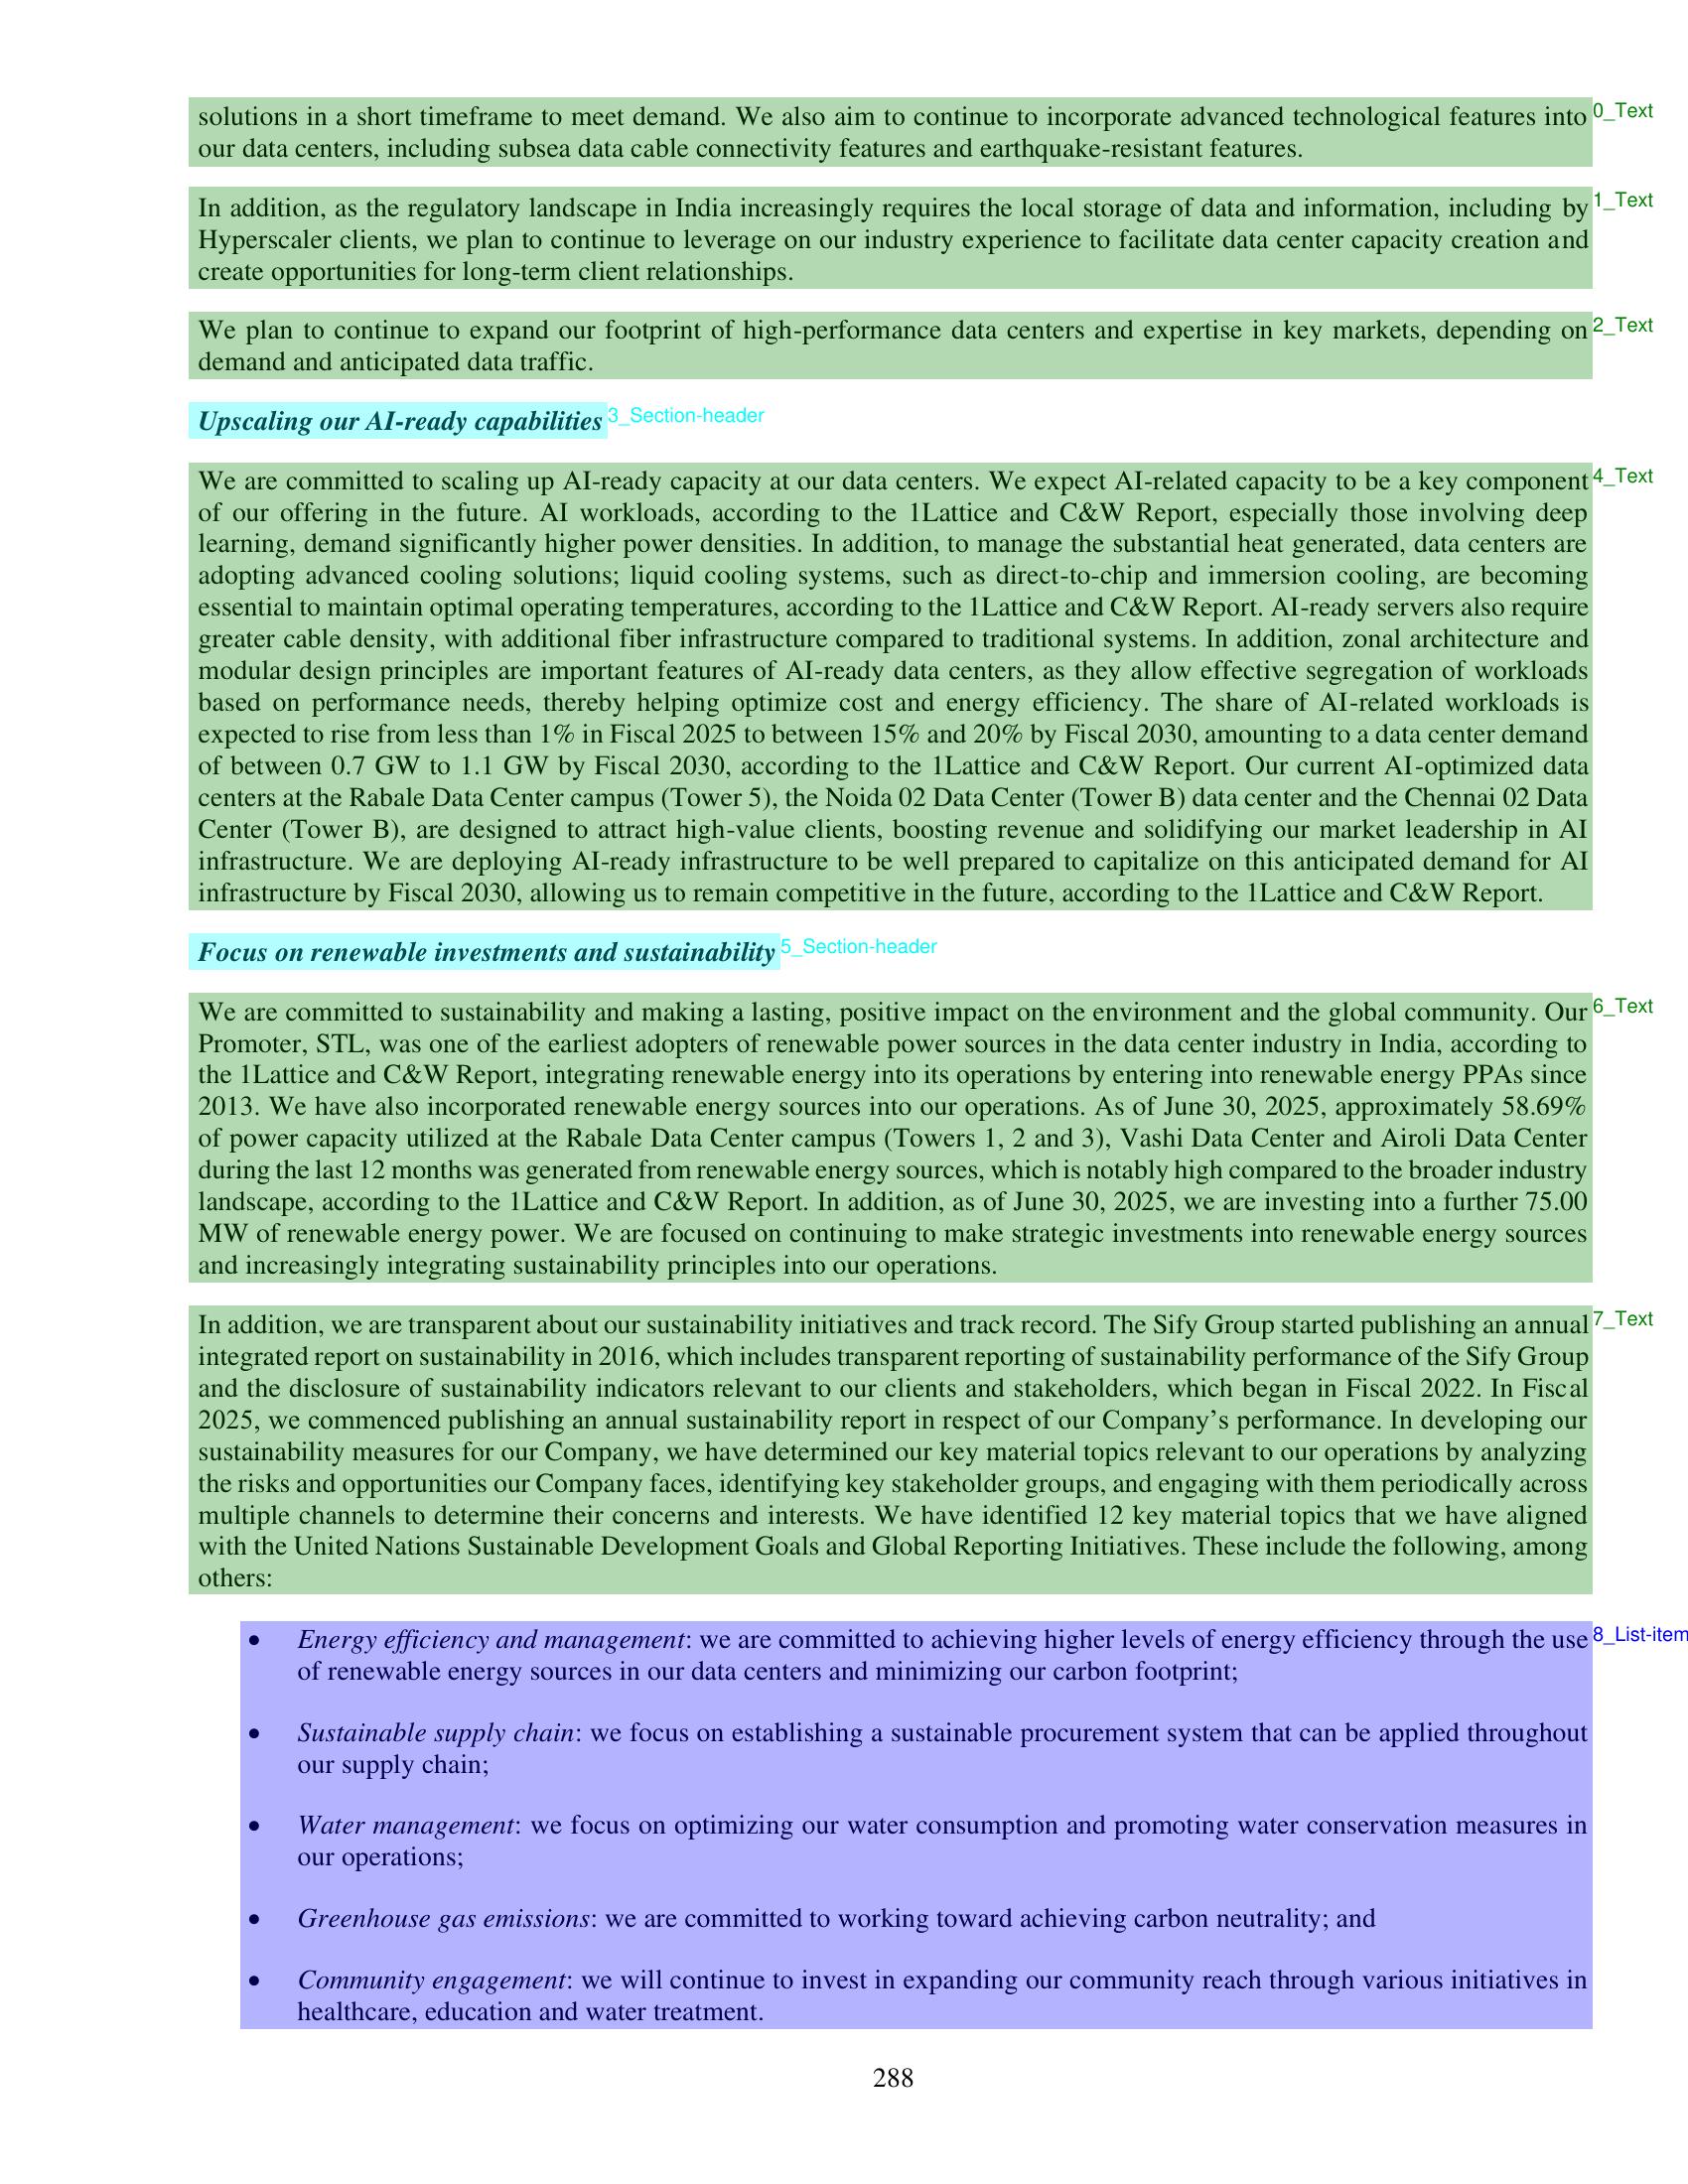 solutions in a short timeframe to meet demand. We also aim to continue to incorporate advanced technological features into 0_Text
our data centers, including subsea data cable connectivity features and earthquake-resistant features.
In addition, as the regulatory landscape in India increasingly requires the local storage of data and information, including by 1_Text
Hyperscaler clients, we plan to continue to leverage on our industry experience to facilitate data center capacity creation and
create opportunities for long-term client relationships.
We plan to continue to expand our footprint of high-performance data centers and expertise in key markets, depending on 2_Text
demand and anticipated data traffic.
Upscaling our AI-ready capabilities 3_Section-header
We are committed to scaling up AI-ready capacity at our data centers. We expect AI-related capacity to be a key component 4_Text
of our offering in the future. AI workloads, according to the 1Lattice and C&W Report, especially those involving deep
learning, demand significantly higher power densities. In addition, to manage the substantial heat generated, data centers are
adopting advanced cooling solutions; liquid cooling systems, such as direct-to-chip and immersion cooling, are becoming
essential to maintain optimal operating temperatures, according to the 1Lattice and C&W Report. AI-ready servers also require
greater cable density, with additional fiber infrastructure compared to traditional systems. In addition, zonal architecture and
modular design principles are important features of AI-ready data centers, as they allow effective segregation of workloads
based on performance needs, thereby helping optimize cost and energy efficiency. The share of AI-related workloads is
expected to rise from less than 1% in Fiscal 2025 to between 15% and 20% by Fiscal 2030, amounting to a data center demand
of between 0.7 GW to 1.1 GW by Fiscal 2030, according to the 1Lattice and C&W Report. Our current AI-optimized data
centers at the Rabale Data Center campus (Tower 5), the Noida 02 Data Center (Tower B) data center and the Chennai 02 Data
Center (Tower B), are designed to attract high-value clients, boosting revenue and solidifying our market leadership in AI
infrastructure. We are deploying AI-ready infrastructure to be well prepared to capitalize on this anticipated demand for AI
infrastructure by Fiscal 2030, allowing us to remain competitive in the future, according to the 1Lattice and C&W Report.
Focus on renewable investments and sustainability 5_Section-header
We are committed to sustainability and making a lasting, positive impact on the environment and the global community. Our 6_Text
Promoter, STL, was one of the earliest adopters of renewable power sources in the data center industry in India, according to
the 1Lattice and C&W Report, integrating renewable energy into its operations by entering into renewable energy PPAs since
2013. We have also incorporated renewable energy sources into our operations. As of June 30, 2025, approximately 58.69%
of power capacity utilized at the Rabale Data Center campus (Towers 1, 2 and 3), Vashi Data Center and Airoli Data Center
during the last 12 months was generated from renewable energy sources, which is notably high compared to the broader industry
landscape, according to the 1Lattice and C&W Report. In addition, as of June 30, 2025, we are investing into a further 75.00
MW of renewable energy power. We are focused on continuing to make strategic investments into renewable energy sources
and increasingly integrating sustainability principles into our operations.
In addition, we are transparent about our sustainability initiatives and track record. The Sify Group started publishing an annual 7_Text
integrated report on sustainability in 2016, which includes transparent reporting of sustainability performance of the Sify Group
and the disclosure of sustainability indicators relevant to our clients and stakeholders, which began in Fiscal 2022. In Fiscal
2025, we commenced publishing an annual sustainability report in respect of our Company’s performance. In developing our
sustainability measures for our Company, we have determined our key material topics relevant to our operations by analyzing
the risks and opportunities our Company faces, identifying key stakeholder groups, and engaging with them periodically across
multiple channels to determine their concerns and interests. We have identified 12 key material topics that we have aligned
with the United Nations Sustainable Development Goals and Global Reporting Initiatives. These include the following, among
others:
• Energy efficiency and management: we are committed to achieving higher levels of energy efficiency through the use 8_List-item
of renewable energy sources in our data centers and minimizing our carbon footprint;
• Sustainable supply chain: we focus on establishing a sustainable procurement system that can be applied throughout
our supply chain;
• Water management: we focus on optimizing our water consumption and promoting water conservation measures in
our operations;
• Greenhouse gas emissions: we are committed to working toward achieving carbon neutrality; and
• Community engagement: we will continue to invest in expanding our community reach through various initiatives in
healthcare, education and water treatment.
288